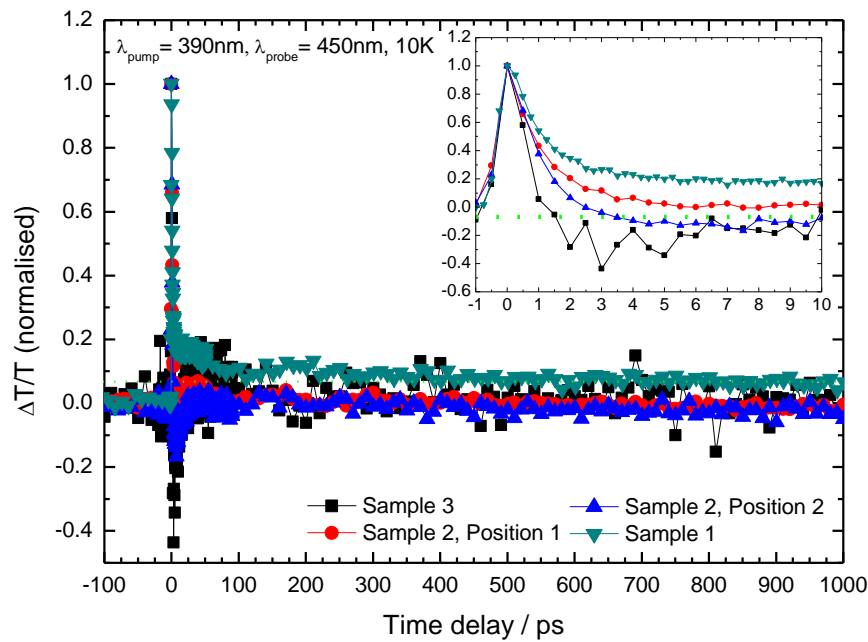 λpump= 390nm, λprobe= 450nm, 10K
ΔT/T (normalised)
1.0
0.8
0.6
0.4
0.2
0.0
-0.2
-0.4
1.0
0.8
0.6
0.4
0.2
0.0
-0.2
-0.4
-0.6
-1 0 1 2 3 4 5 6 7 8 9 10
Sample 3
Sample 2, Position 1
Sample 2, Position 2
Sample 1
-100 0 100 200 300 400 500 600 700 800 900 1000
Time delay / ps